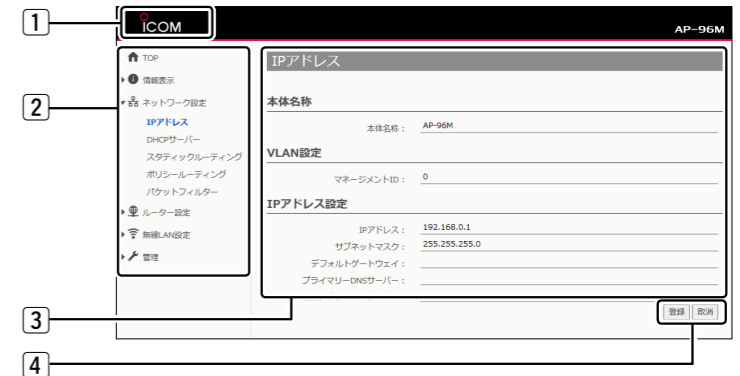 1
ICOM
AP-96M
2
TOP
情報表示
ネットワーク設定
IPアドレス
DHCPサーバー
スタティックルーティング
ポリシールーティング
パケットフィルター
ルーター設定
無線LAN設定
管理
IPアドレス
本体名称
本体名称： AP-96M
VLAN設定
マネージメントID： 0
IPアドレス設定
IPアドレス： 192.168.0.1
サブネットマスク： 255.255.255.0
デフォルトゲートウェイ：
プライマリーDNSサーバー：
3
登録 取消
4